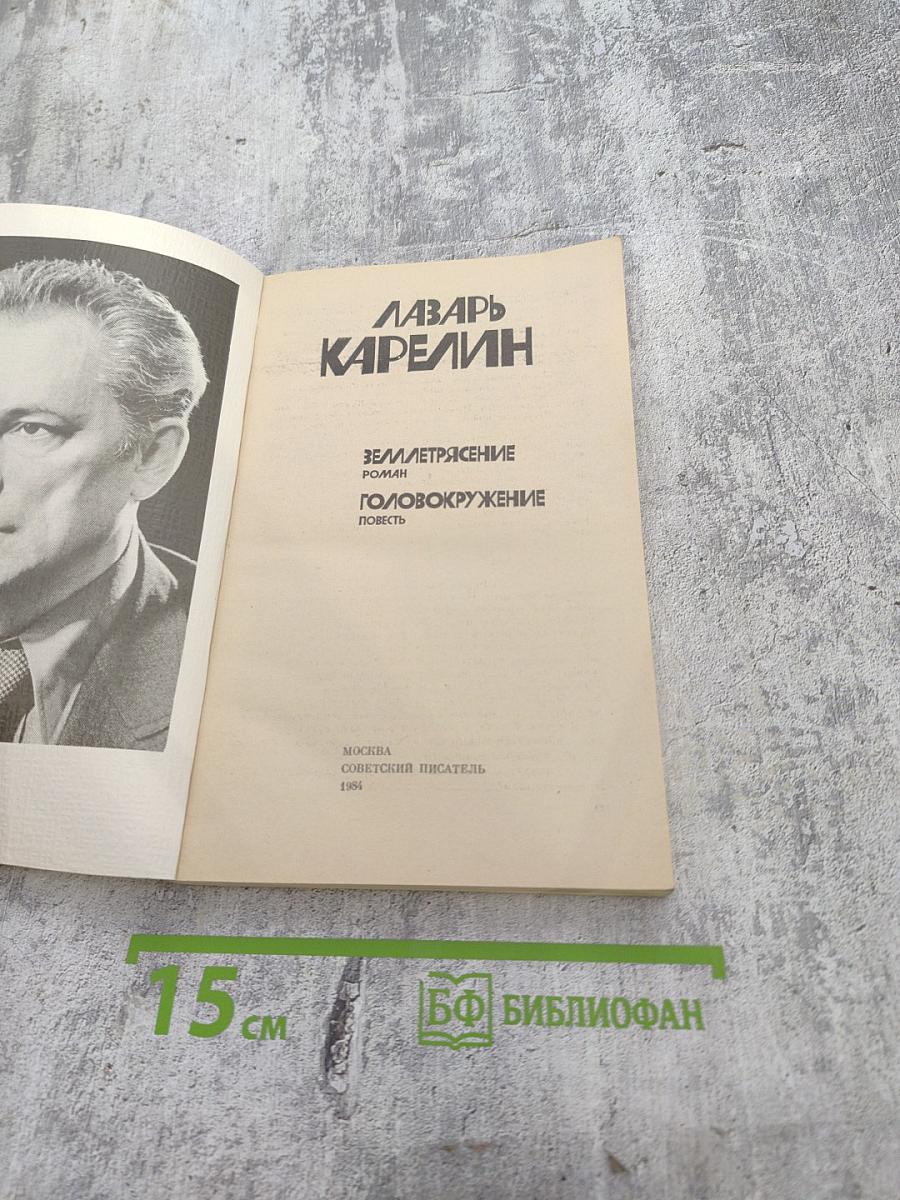 ЛАЗАРЬ
КАРЕЛИН
ЗЕМЛЕТРЯСЕНИЕ
РОМАН
ГОЛОВОКРУЖЕНИЕ
ПОВЕСТЬ
МОСКВА
СОВЕТСКИЙ ПИСАТЕЛЬ
1984
15 см
БФ БИБЛИОФАН